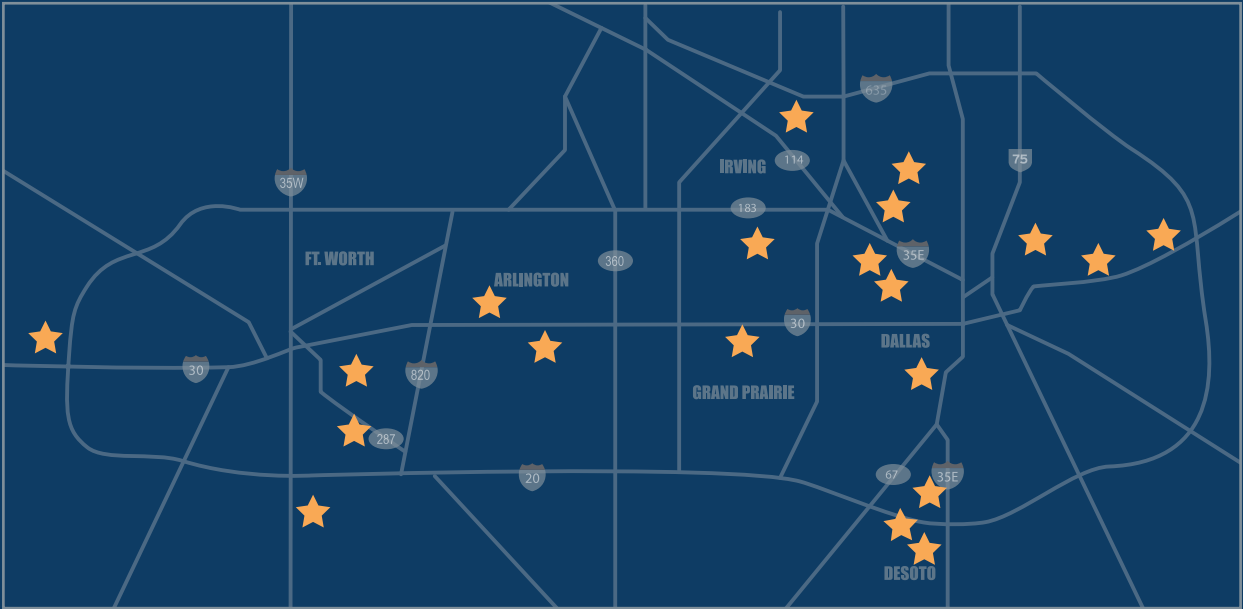 635
75
IRVING
114
35W
183
35E
FT. WORTH
360
ARLINGTON
30
DALLAS
30
820
GRAND PRAIRIE
287
20
67
35E
DESOTO